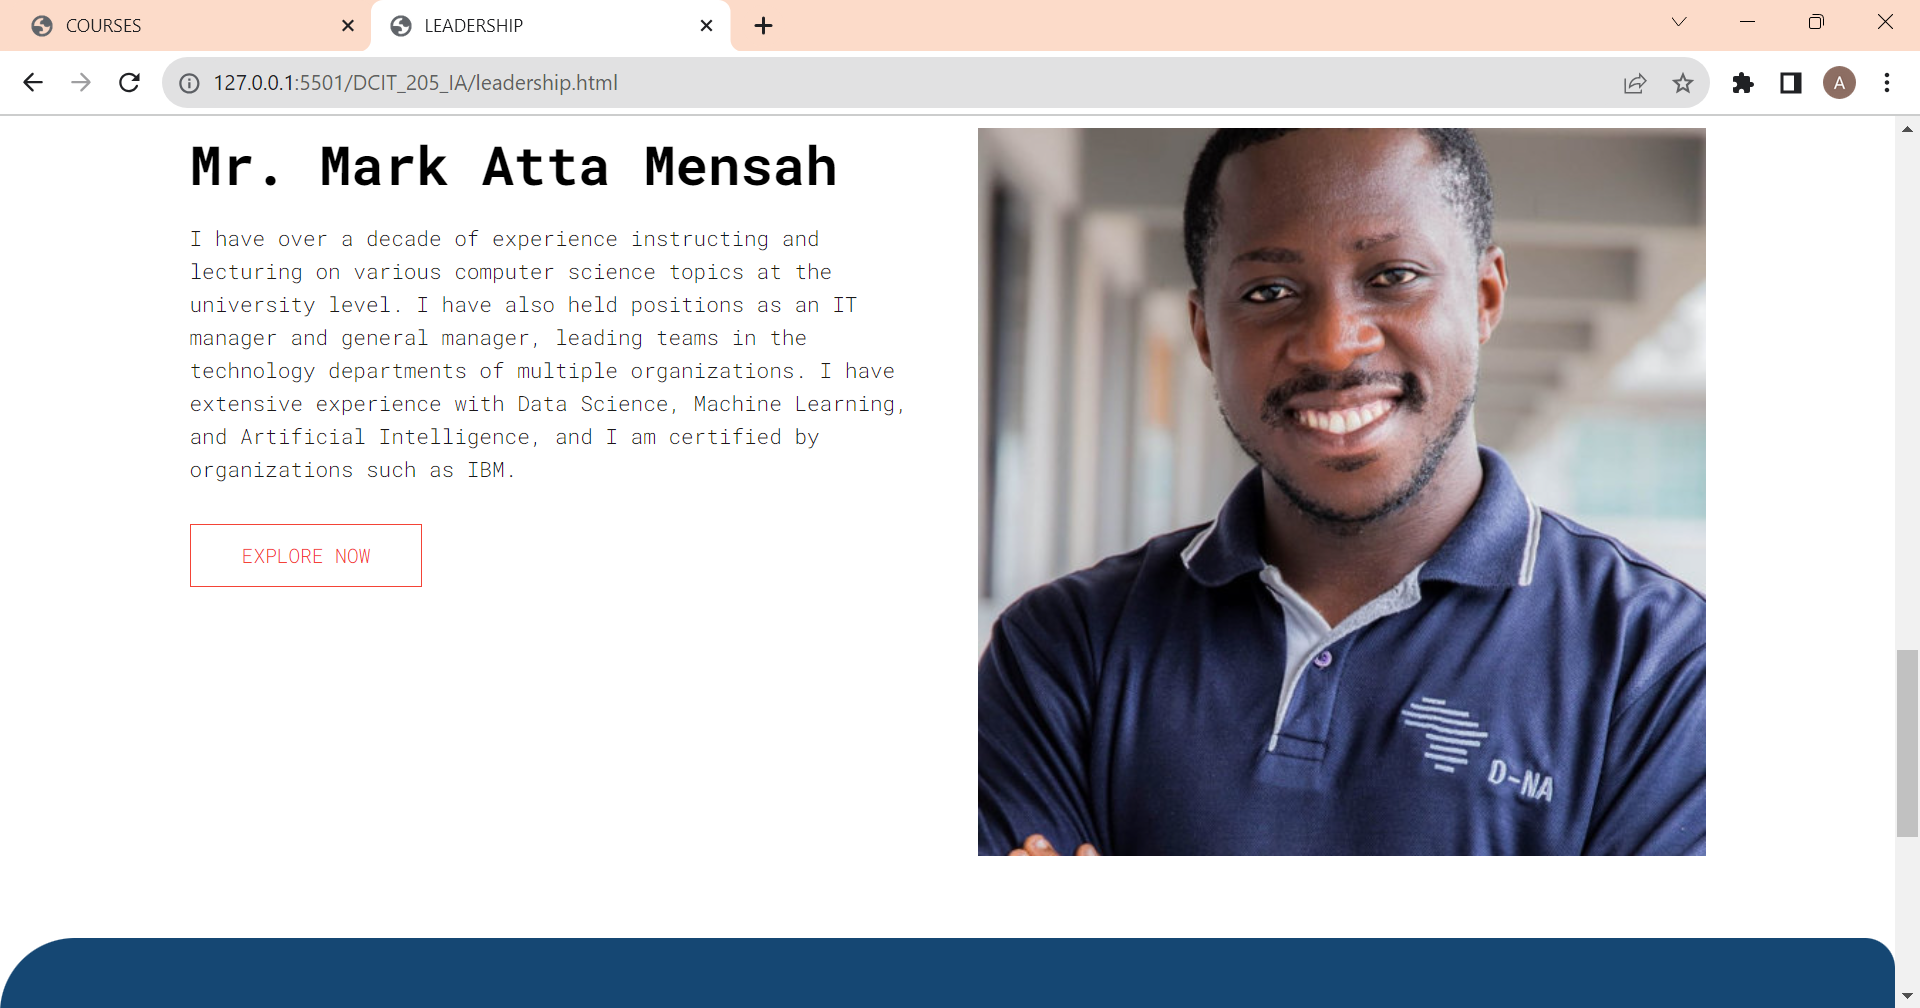 COURSES
LEADERSHIP
127.0.0.1:5501/DCIT_205_IA/leadership.html
A
Mr. Mark Atta Mensah
I have over a decade of experience instructing and
lecturing on various computer science topics at the
university level. I have also held positions as an IT
manager and general manager, leading teams in the
technology departments of multiple organizations. I have
extensive experience with Data Science, Machine Learning,
and Artificial Intelligence, and I am certified by
organizations such as IBM.
EXPLORE NOW
D-NA